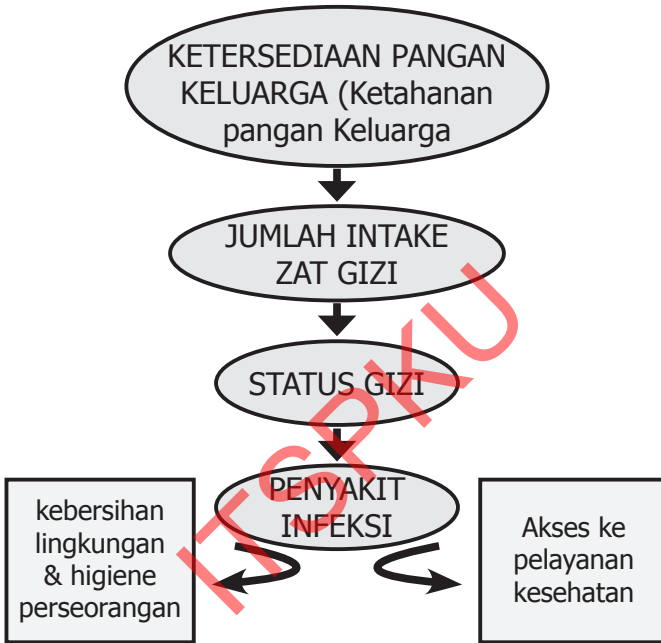 KETERSEDIAAN PANGAN
KELUARGA (Ketahanan
pangan Keluarga
JUMLAH INTAKE
ZAT GIZI
STATUS GIZI
PENYAKIT
INFEKSI
kebersihan
lingkungan
& higiene
perseorangan
Akses ke
pelayanan
kesehatan
ITSPKU